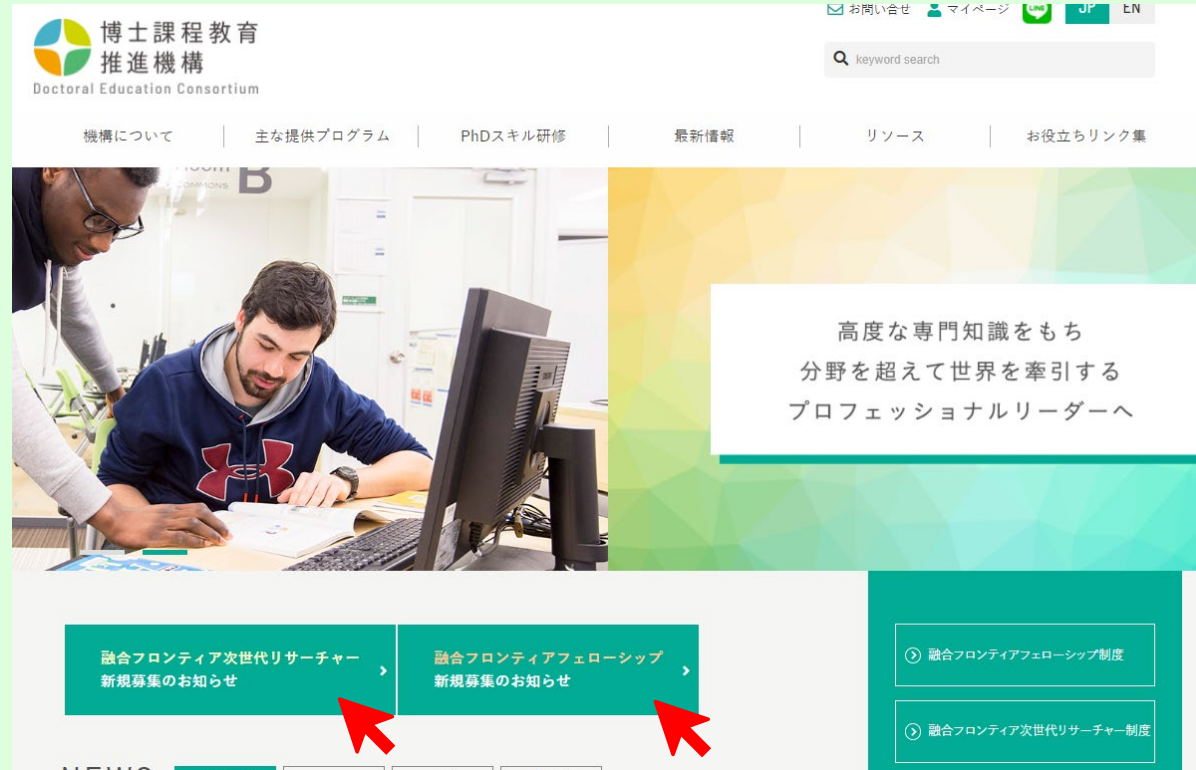 博士課程教育
推進機構
Doctoral Education Consortium
お問い合せ マイページ LINE JP EN
keyword search
機構について 主な提供プログラム PhDスキル研修 最新情報 リソース お役立ちリンク集
COMMONS B
高度な専門知識をもち
分野を超えて世界を牽引する
プロフェッショナルリーダーへ
融合フロンティア次世代リサーチャー
新規募集のお知らせ
融合フロンティアフェローシップ
新規募集のお知らせ
融合フロンティアフェローシップ制度
融合フロンティア次世代リサーチャー制度
NEWS